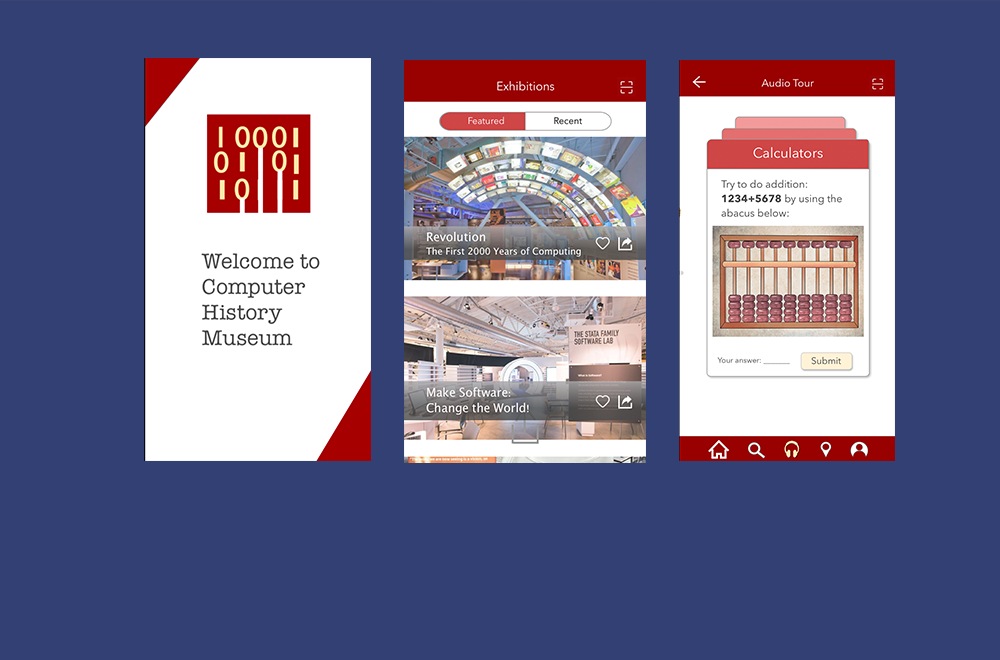 10001
01101
10 11
Welcome to
Computer
History
Museum
Exhibitions
Featured
Recent
Revolution
The First 2000 Years of Computing
THE STATA FAMILY
SOFTWARE LAB
Make Software:
Change the World!
Audio Tour
Calculators
Try to do addition:
1234+5678 by using the
abacus below:
Your answer: ______
Submit